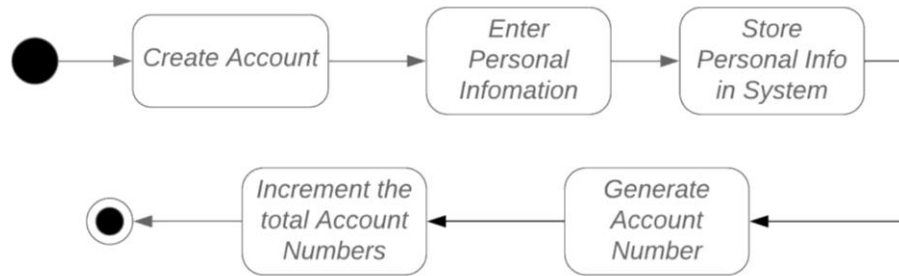 Create Account
Enter
Personal
Infomation
Store
Personal Info
in System
Increment the
total Account
Numbers
Generate
Account
Number